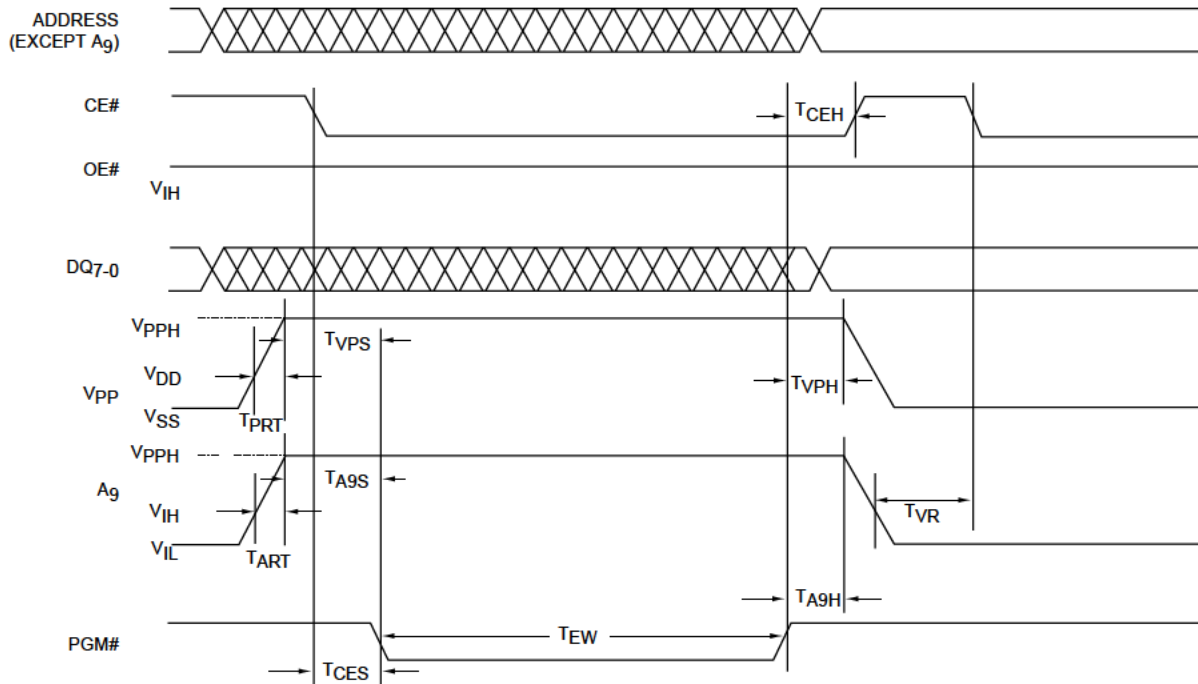 ADDRESS
(EXCEPT A9)
CE#
TCEH
OE#
VIH
DQ7-0
VPPH
TVPS
VDD
VPP
TVPH
VSS
TPRT
VPPH
TA9S
A9
VIH
TVR
VIL
TART
TA9H
PGM#
TEW
TCES